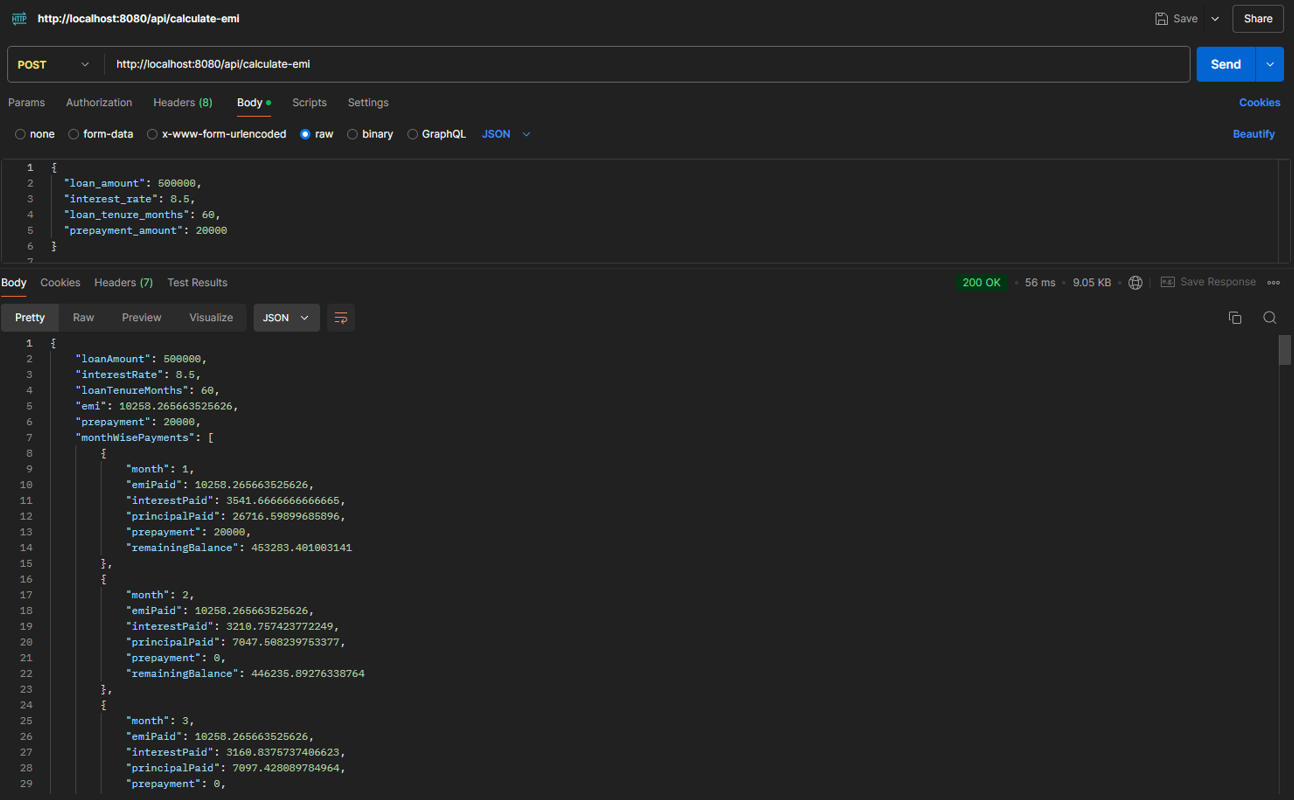 HTTP http://localhost:8080/api/calculate-emi Save Share
POST http://localhost:8080/api/calculate-emi Send
Params Authorization Headers (8) Body Scripts Settings Cookies
none form-data x-www-form-urlencoded raw binary GraphQL JSON Beautify
1 {
2 "loan_amount": 500000,
3 "interest_rate": 8.5,
4 "loan_tenure_months": 60,
5 "prepayment_amount": 20000
6 }
7
Body Cookies Headers (7) Test Results 200 OK • 56 ms • 9.05 KB Save Response
Pretty Raw Preview Visualize JSON
1 {
2 "loanAmount": 500000,
3 "interestRate": 8.5,
4 "loanTenureMonths": 60,
5 "emi": 10258.265663525626,
6 "prepayment": 20000,
7 "monthWisePayments": [
8 {
9 "month": 1,
10 "emiPaid": 10258.265663525626,
11 "interestPaid": 3541.6666666666665,
12 "principalPaid": 26716.59899685896,
13 "prepayment": 20000,
14 "remainingBalance": 453283.401003141
15 },
16 {
17 "month": 2,
18 "emiPaid": 10258.265663525626,
19 "interestPaid": 3210.757423772249,
20 "principalPaid": 7047.508239753377,
21 "prepayment": 0,
22 "remainingBalance": 446235.89276338764
23 },
24 {
25 "month": 3,
26 "emiPaid": 10258.265663525626,
27 "interestPaid": 3160.8375737406623,
28 "principalPaid": 7097.428089784964,
29 "prepayment": 0,